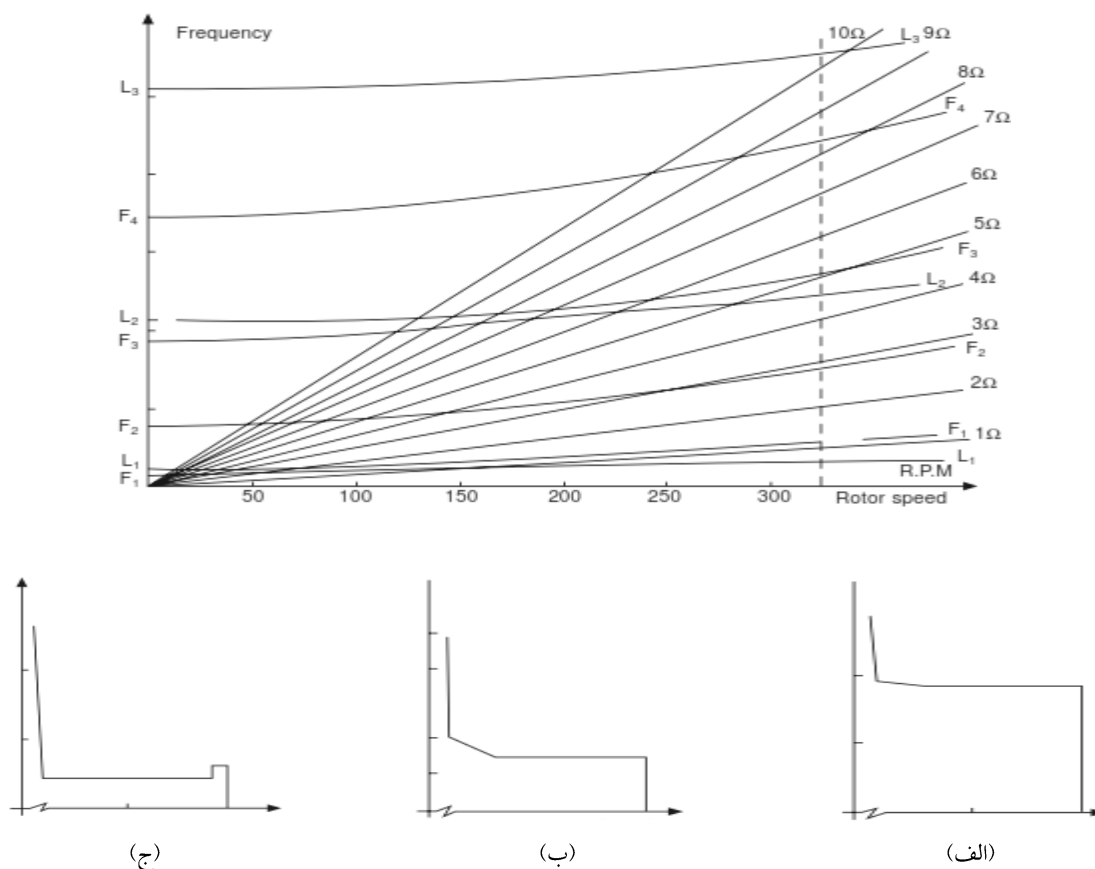 Frequency
10Ω
L₃ 9Ω
8Ω
F₄
7Ω
6Ω
5Ω
F₃
4Ω
L₂
3Ω
F₂
2Ω
F₁ 1Ω
L₁
R.P.M
L₃
F₄
L₂
F₃
F₂
L₁
F₁
50 100 150 200 250 300 Rotor speed
(ج) (ب) (الف)